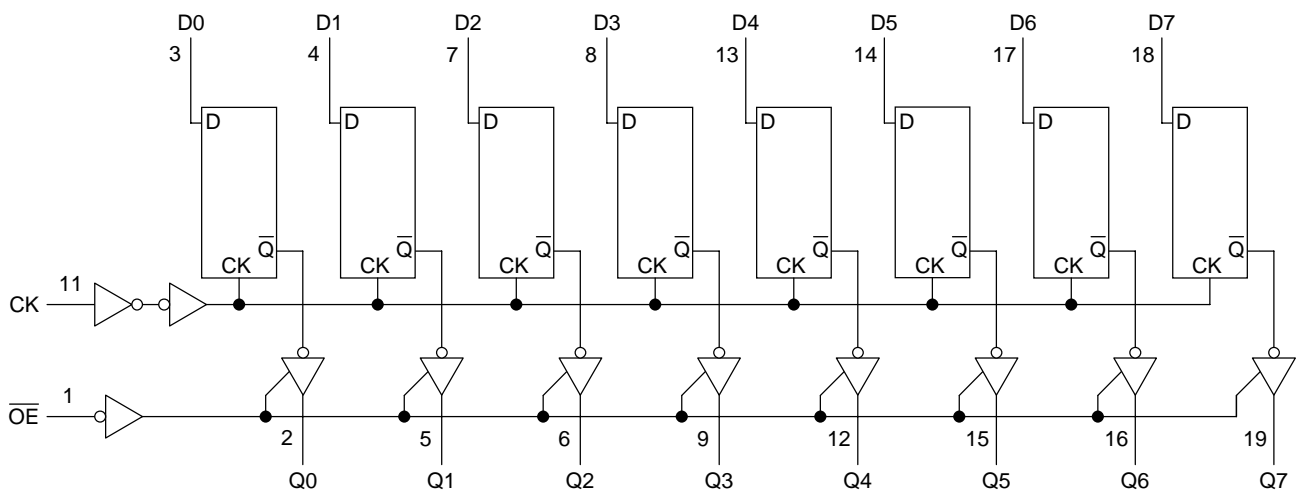 D0 D1 D2 D3 D4 D5 D6 D7
3 4 7 8 13 14 17 18
D D D D D D D D
Q̅ Q̅ Q̅ Q̅ Q̅ Q̅ Q̅ Q̅
CK CK CK CK CK CK CK CK
11
CK
1
O̅E̅
2 5 6 9 12 15 16 19
Q0 Q1 Q2 Q3 Q4 Q5 Q6 Q7